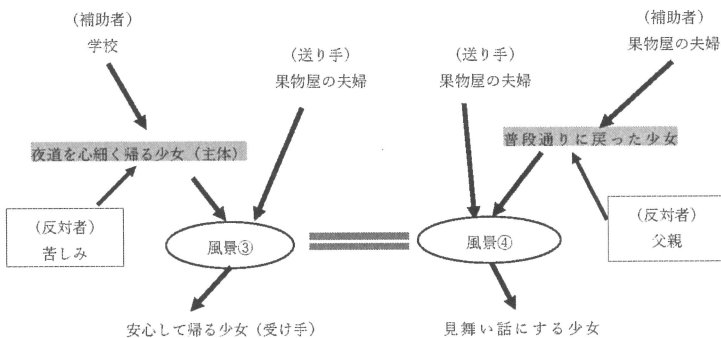 （補助者）
学校
（送り手）
果物屋の夫婦
（送り手）
果物屋の夫婦
（補助者）
果物屋の夫婦
夜道を心細く帰る少女（主体）
普段通りに戻った少女
（反対者）
苦しみ
風景③
風景④
（反対者）
父親
安心して帰る少女（受け手）
見舞い話にする少女